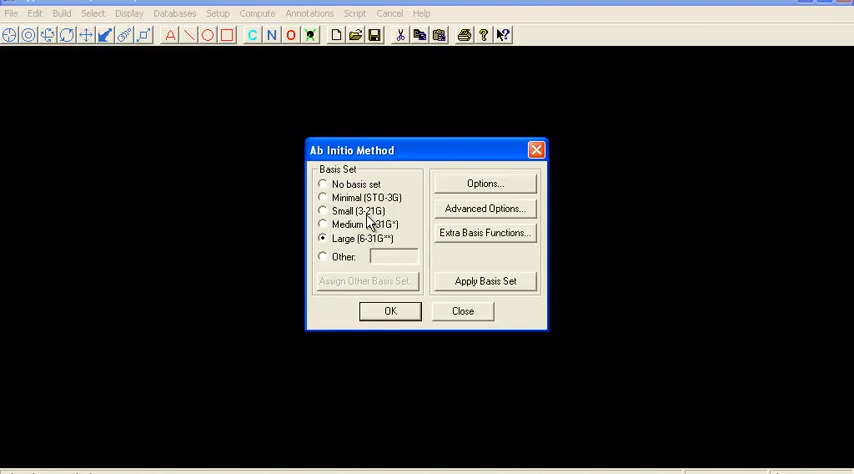 File Edit Build Select Display Databases Setup Compute Annotations Script Cancel Help
A C N O ? ?
Ab Initio Method
Basis Set
No basis set
Minimal (STO-3G)
Small (3-21G)
Medium 31G*)
Large (6-31G**)
Other:
Assign Other Basis Set...
Options...
Advanced Options...
Extra Basis Functions...
Apply Basis Set
OK Close